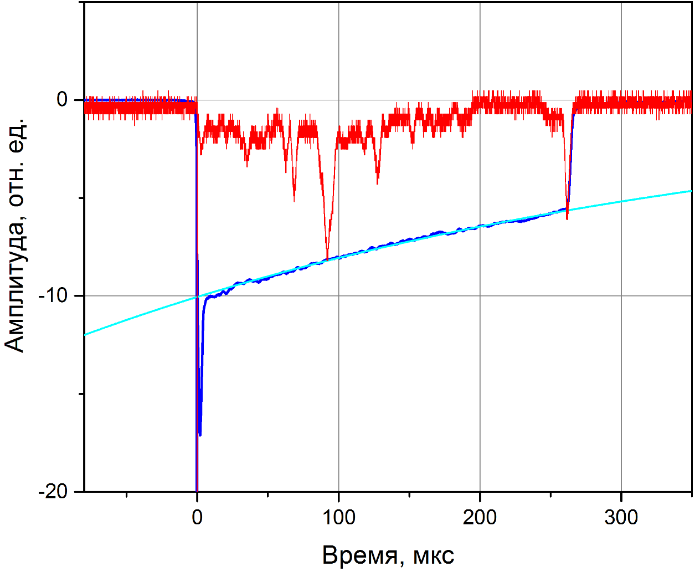 Амплитуда, отн. ед.
0
-10
-20
0 100 200 300
Время, мкс